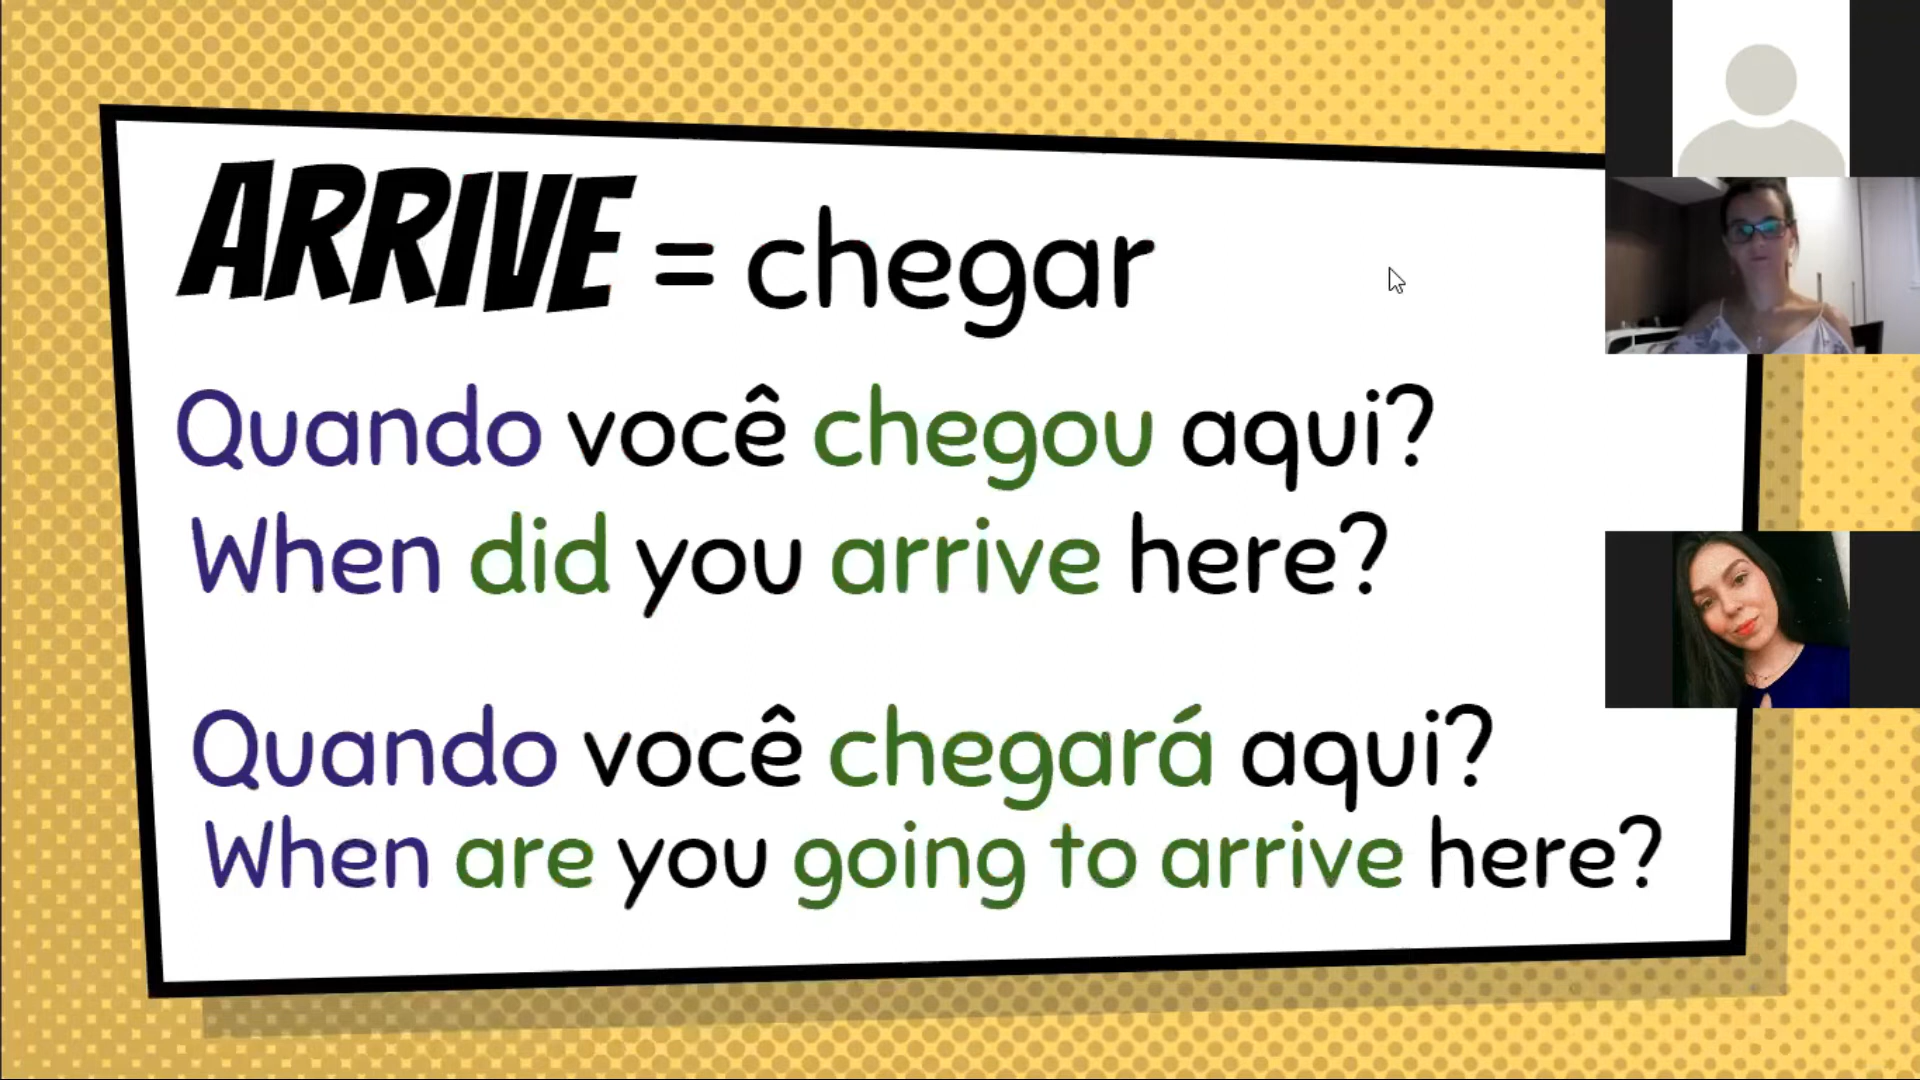 ARRIVE = chegar
Quando você chegou aqui?
When did you arrive here?
Quando você chegará aqui?
When are you going to arrive here?